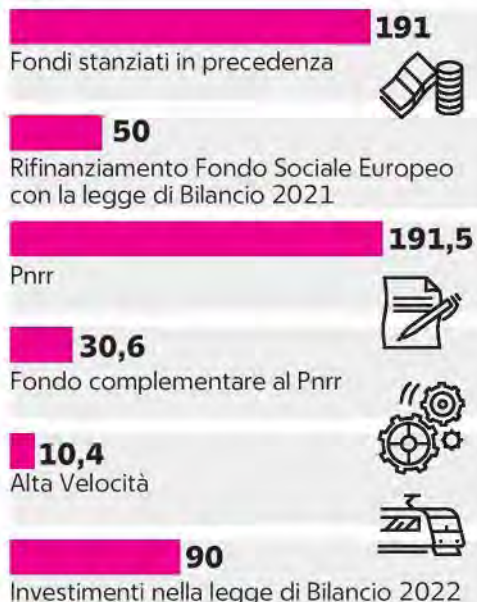 191
Fondi stanziati in precedenza
50
Rifinanziamento Fondo Sociale Europeo
con la legge di Bilancio 2021
191,5
Pnrr
30,6
Fondo complementare al Pnrr
10,4
Alta Velocità
90
Investimenti nella legge di Bilancio 2022